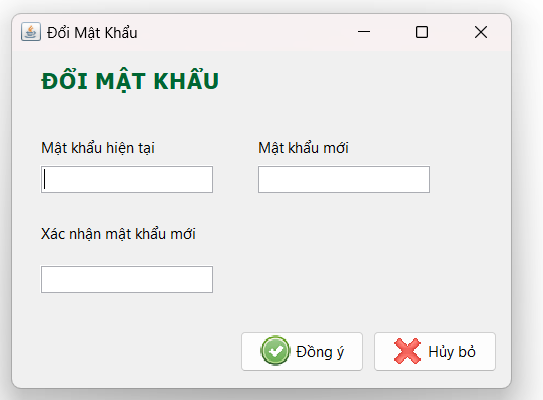 Đổi Mật Khẩu
ĐỔI MẬT KHẨU
Mật khẩu hiện tại
Mật khẩu mới
Xác nhận mật khẩu mới
Đồng ý
Hủy bỏ